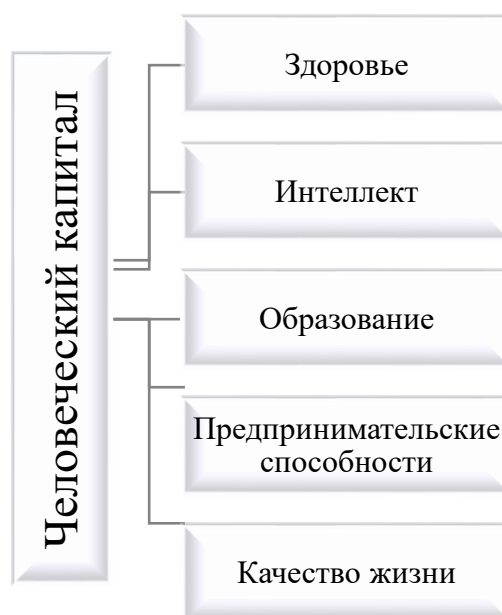 Человеческий капитал
Здоровье
Интеллект
Образование
Предпринимательские
способности
Качество жизни